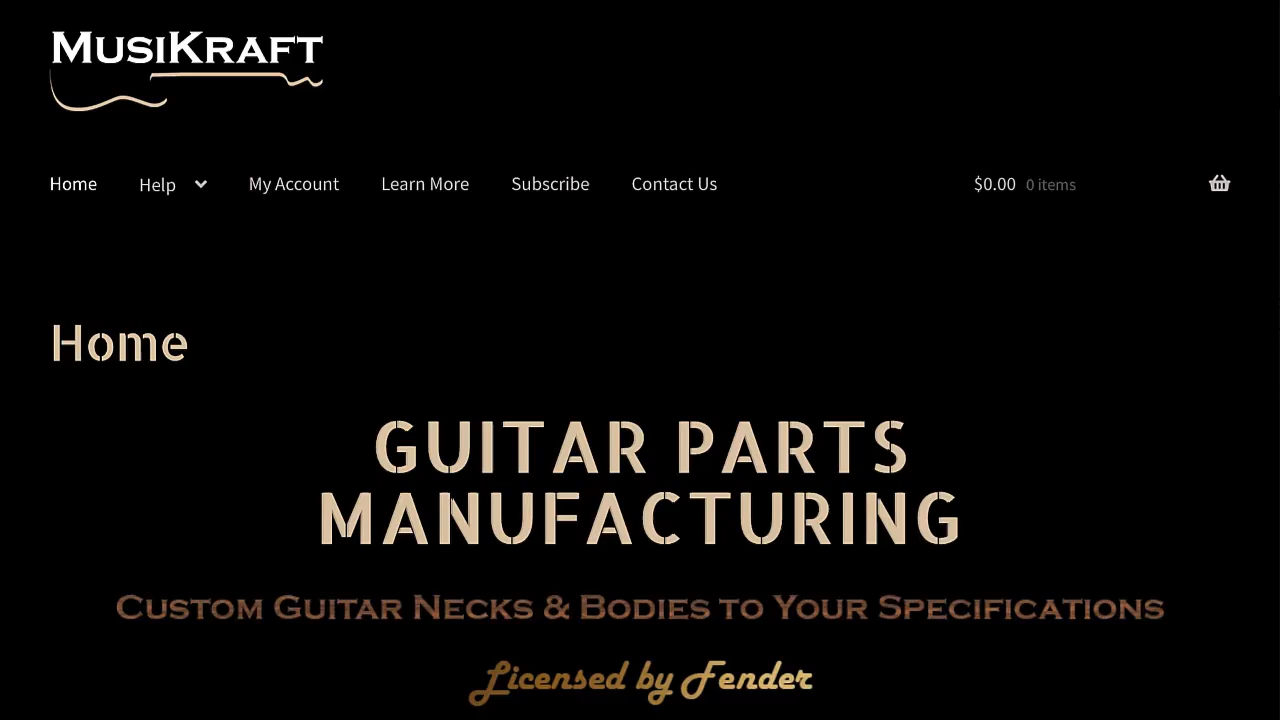 MUSIKRAFT
Home Help My Account Learn More Subscribe Contact Us $0.00 0 items
Home
GUITAR PARTS
MANUFACTURING
CUSTOM GUITAR NECKS & BODIES TO YOUR SPECIFICATIONS
Licensed by Fender